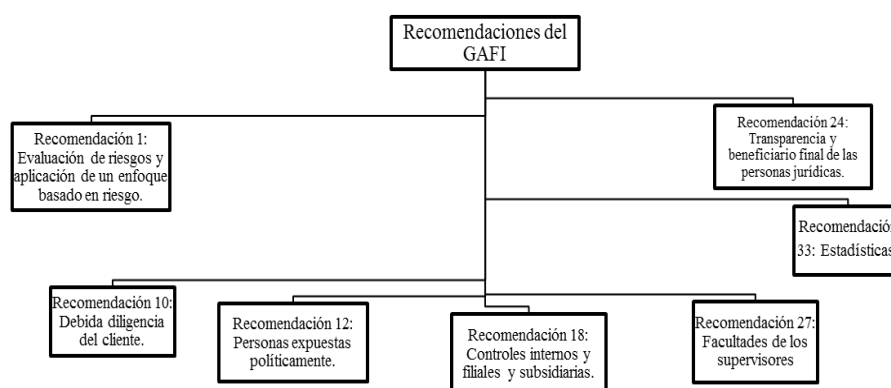 Recomendaciones del
GAFI
Recomendación 1:
Evaluación de riesgos y
aplicación de un enfoque
basado en riesgo.
Recomendación 24:
Transparencia y
beneficiario final de las
personas jurídicas.
Recomendación
33: Estadísticas
Recomendación 10:
Debida diligencia
del cliente.
Recomendación 12:
Personas expuestas
políticamente.
Recomendación 18:
Controles internos y
filiales y subsidiarias.
Recomendación 27:
Facultades de los
supervisores